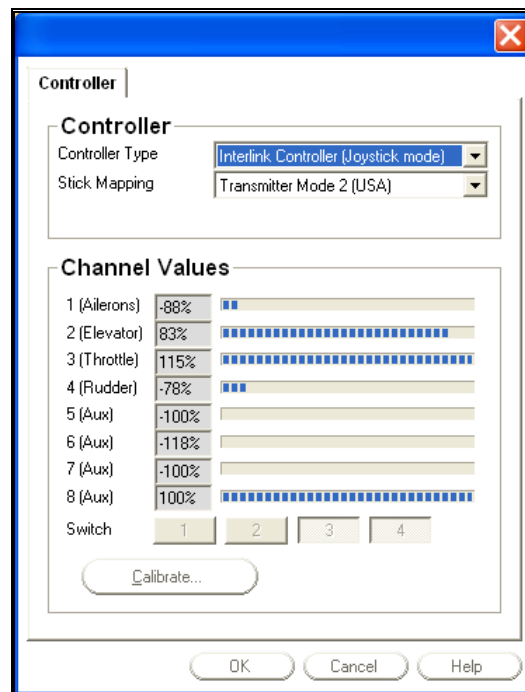 Controller
Controller
Controller Type Interlink Controller (Joystick mode)
Stick Mapping Transmitter Mode 2 (USA)
Channel Values
1 (Ailerons) -88%
2 (Elevator) 83%
3 (Throttle) 115%
4 (Rudder) -78%
5 (Aux) -100%
6 (Aux) -118%
7 (Aux) -100%
8 (Aux) 100%
Switch 1 2 3 4
Calibrate...
OK Cancel Help